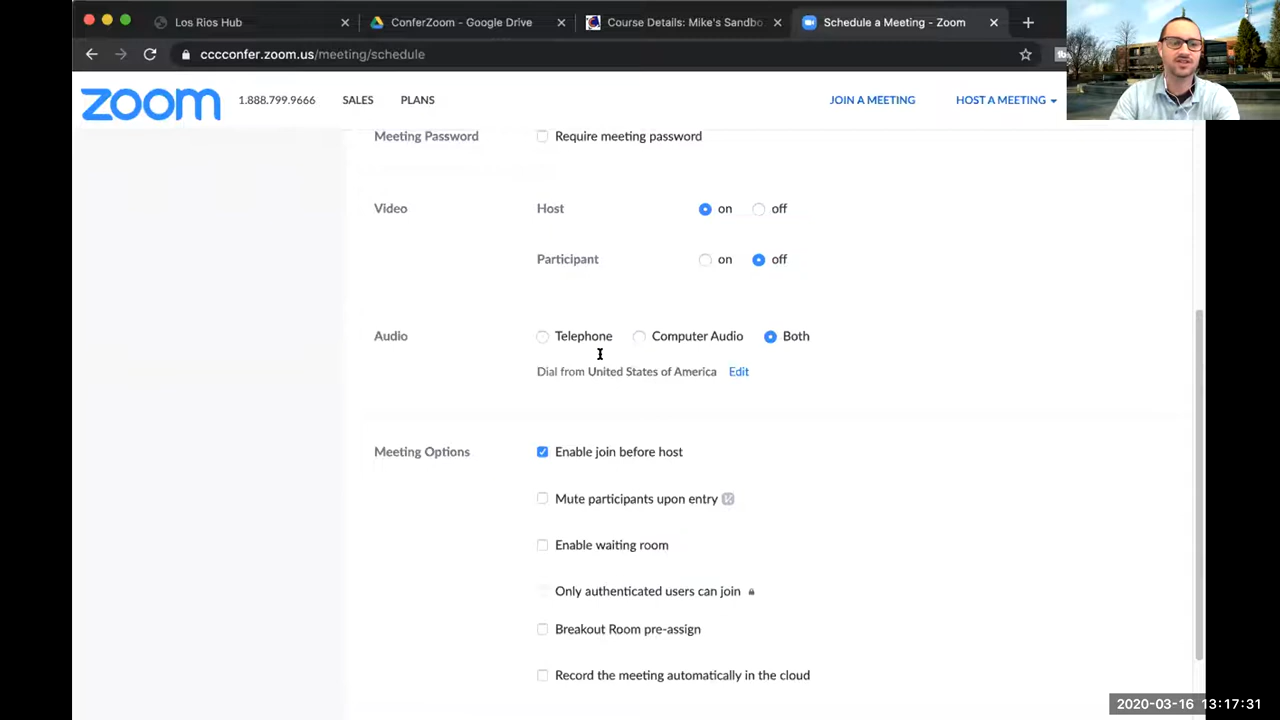 Los Rios Hub
ConferZoom - Google Drive
Course Details: Mike's Sandbo
Schedule a Meeting - Zoom
cccconfer.zoom.us/meeting/schedule
zoom
1.888.799.9666
SALES
PLANS
JOIN A MEETING
HOST A MEETING
Meeting Password
Require meeting password
Video
Host
on
off
Participant
on
off
Audio
Telephone
Computer Audio
Both
Dial from United States of America Edit
Meeting Options
Enable join before host
Mute participants upon entry
Enable waiting room
Only authenticated users can join
Breakout Room pre-assign
Record the meeting automatically in the cloud
2020-03-16 13:17:31